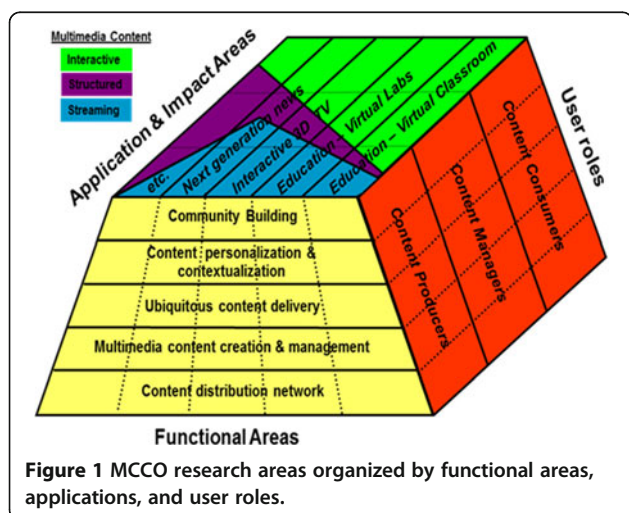 Multimedia Content
Interactive
Structured
Streaming
Application & Impact Areas
User roles
etc.
Next generation news
Interactive 3D TV
Education – Virtual Labs
Education – Virtual Classroom
Community Building
Content personalization &
contextualization
Ubiquitous content delivery
Multimedia content creation & management
Content distribution network
Content Producers
Content Managers
Content Consumers
Functional Areas
Figure 1 MCCO research areas organized by functional areas,
applications, and user roles.